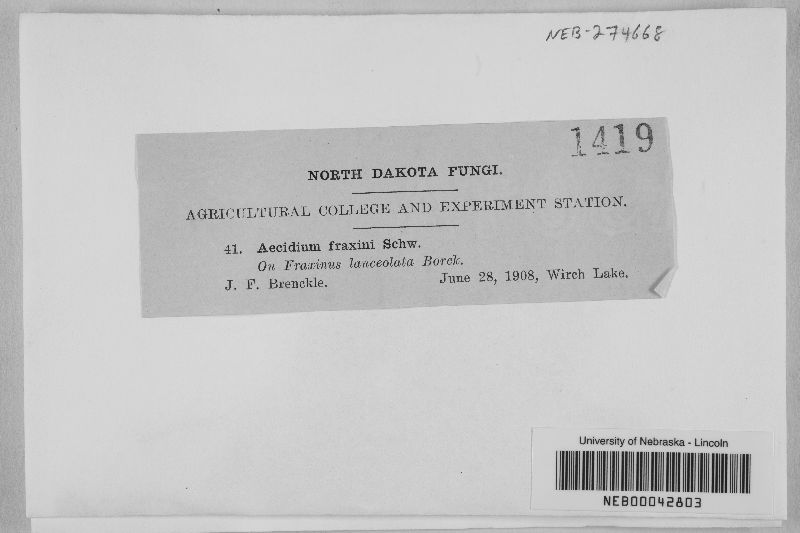 NEB-274668
1419
NORTH DAKOTA FUNGI.
AGRICULTURAL COLLEGE AND EXPERIMENT STATION.
41. Aecidium fraxini Schw.
On Fraxinus lanceolata Borck.
J. F. Brenckle. June 28, 1908, Wirch Lake.
University of Nebraska - Lincoln
NEB00042803